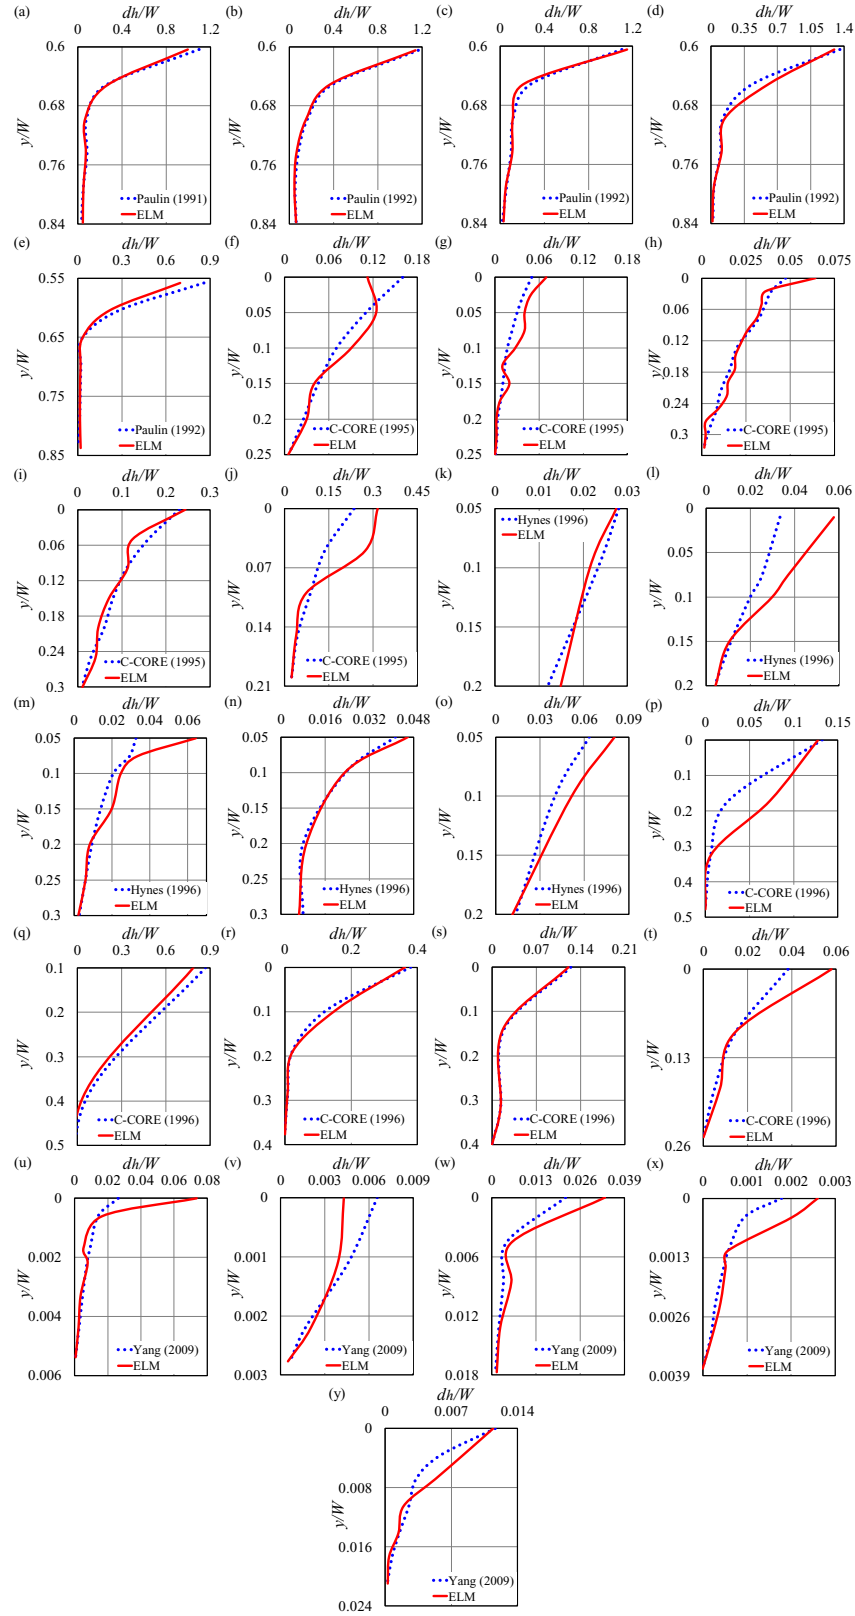 (a) dh/W
0 0.4 0.8 1.2
0.6
0.68
0.76
0.84
y/W
Paulin (1991)
ELM
(b) dh/W
0 0.4 0.8 1.2
0.6
0.68
0.76
0.84
y/W
Paulin (1992)
ELM
(c) dh/W
0 0.4 0.8 1.2
0.6
0.68
0.76
0.84
y/W
Paulin (1992)
ELM
(d) dh/W
0 0.35 0.7 1.05 1.4
0.6
0.68
0.76
0.84
y/W
Paulin (1992)
ELM
(e) dh/W
0 0.3 0.6 0.9
0.55
0.65
0.75
0.85
y/W
Paulin (1992)
ELM
(f) dh/W
0 0.06 0.12 0.18
0
0.05
0.1
0.15
0.2
0.25
y/W
C-CORE (1995)
ELM
(g) dh/W
0 0.06 0.12 0.18
0
0.05
0.1
0.15
0.2
0.25
y/W
C-CORE (1995)
ELM
(h) dh/W
0 0.025 0.05 0.075
0
0.06
0.12
0.18
0.24
0.3
y/W
C-CORE (1995)
ELM
(i) dh/W
0 0.1 0.2 0.3
0
0.06
0.12
0.18
0.24
0.3
y/W
C-CORE (1995)
ELM
(j) dh/W
0 0.15 0.3 0.45
0
0.07
0.14
0.21
y/W
C-CORE (1995)
ELM
(k) dh/W
0 0.01 0.02 0.03
0.05
0.1
0.15
0.2
y/W
Hynes (1996)
ELM
(l) dh/W
0 0.02 0.04 0.06
0
0.05
0.1
0.15
0.2
y/W
Hynes (1996)
ELM
(m) dh/W
0 0.02 0.04 0.06
0.05
0.1
0.15
0.2
0.25
0.3
y/W
Hynes (1996)
ELM
(n) dh/W
0 0.016 0.032 0.048
0.05
0.1
0.15
0.2
0.25
0.3
y/W
Hynes (1996)
ELM
(o) dh/W
0 0.03 0.06 0.09
0.05
0.1
0.15
0.2
y/W
Hynes (1996)
ELM
(p) dh/W
0 0.05 0.1 0.15
0
0.1
0.2
0.3
0.4
0.5
y/W
C-CORE (1996)
ELM
(q) dh/W
0 0.3 0.6 0.9
0.1
0.2
0.3
0.4
0.5
y/W
C-CORE (1996)
ELM
(r) dh/W
0 0.2 0.4
0
0.1
0.2
0.3
0.4
y/W
C-CORE (1996)
ELM
(s) dh/W
0 0.07 0.14 0.21
0
0.1
0.2
0.3
0.4
y/W
C-CORE (1996)
ELM
(t) dh/W
0 0.02 0.04 0.06
0
0.13
0.26
y/W
C-CORE (1996)
ELM
(u) dh/W
0 0.02 0.04 0.06 0.08
0
0.002
0.004
0.006
y/W
Yang (2009)
ELM
(v) dh/W
0 0.003 0.006 0.009
0
0.001
0.002
0.003
y/W
Yang (2009)
ELM
(w) dh/W
0 0.013 0.026 0.039
0
0.006
0.012
0.018
y/W
Yang (2009)
ELM
(x) dh/W
0 0.001 0.002 0.003
0
0.0013
0.0026
0.0039
y/W
Yang (2009)
ELM
(y) dh/W
0 0.007 0.014
0
0.008
0.016
0.024
y/W
Yang (2009)
ELM